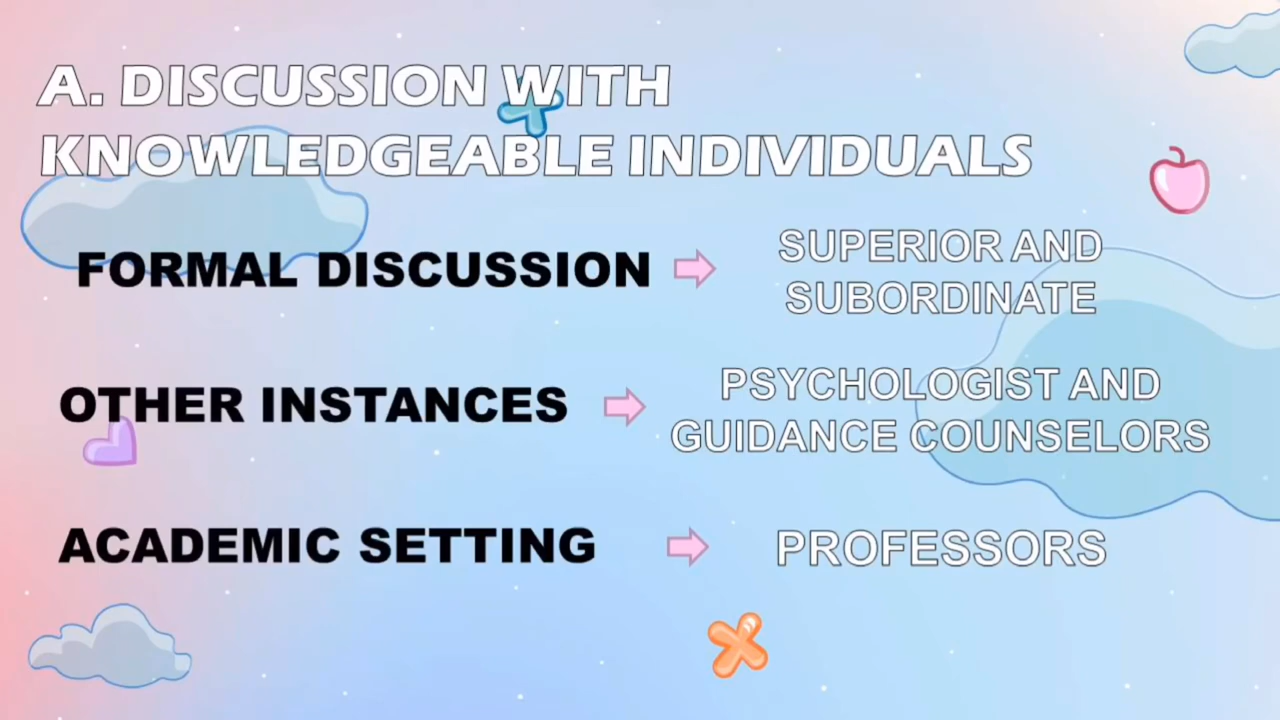 A. DISCUSSION WITH
KNOWLEDGEABLE INDIVIDUALS
FORMAL DISCUSSION
SUPERIOR AND
SUBORDINATE
OTHER INSTANCES
PSYCHOLOGIST AND
GUIDANCE COUNSELORS
ACADEMIC SETTING
PROFESSORS